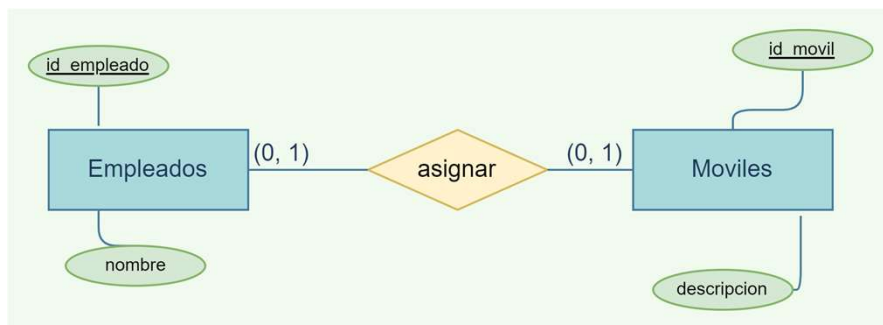 id_empleado
id_movil
Empleados
(0, 1)
asignar
(0, 1)
Moviles
nombre
descripcion